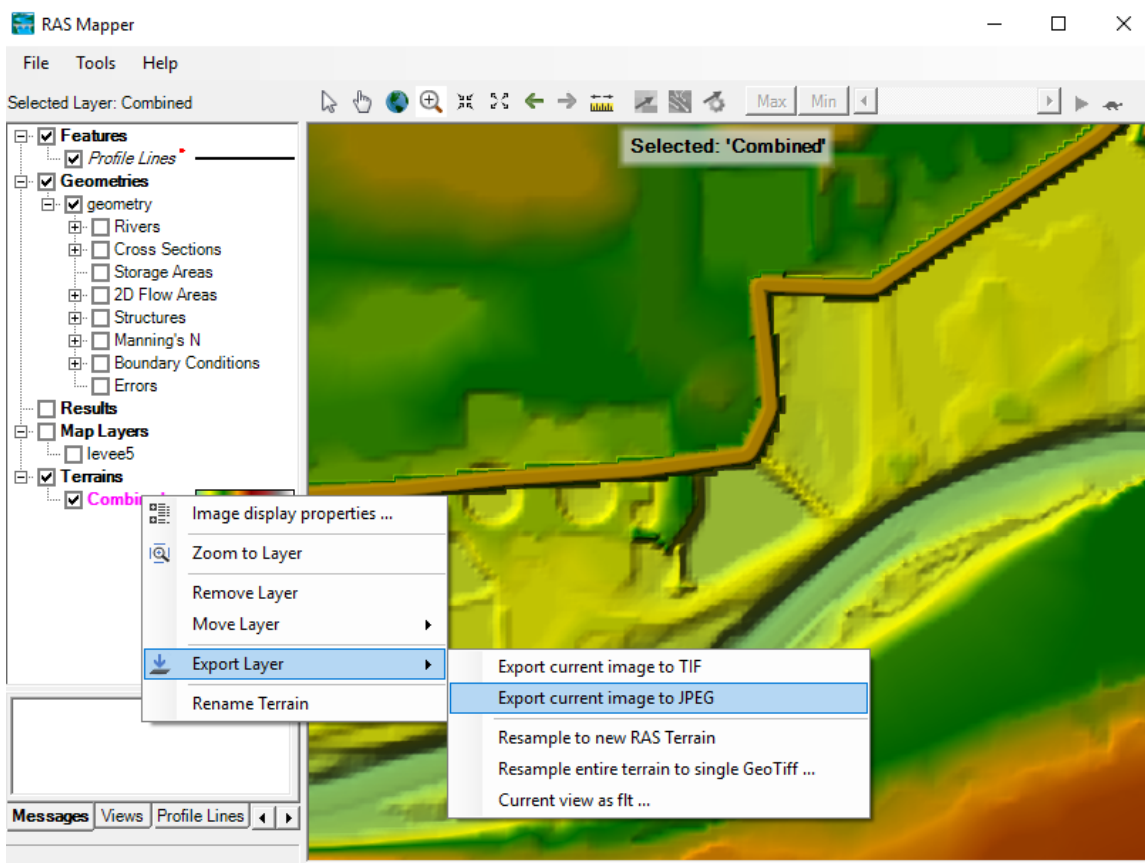 RAS Mapper
File Tools Help
Selected Layer: Combined
Max Min
Features
Profile Lines
Geometries
geometry
Rivers
Cross Sections
Storage Areas
2D Flow Areas
Structures
Manning's N
Boundary Conditions
Errors
Results
Map Layers
levee5
Terrains
Selected: 'Combined'
Image display properties ...
Zoom to Layer
Remove Layer
Move Layer
Export Layer
Rename Terrain
Export current image to TIF
Export current image to JPEG
Resample to new RAS Terrain
Resample entire terrain to single GeoTiff ...
Current view as flt ...
Messages Views Profile Lines